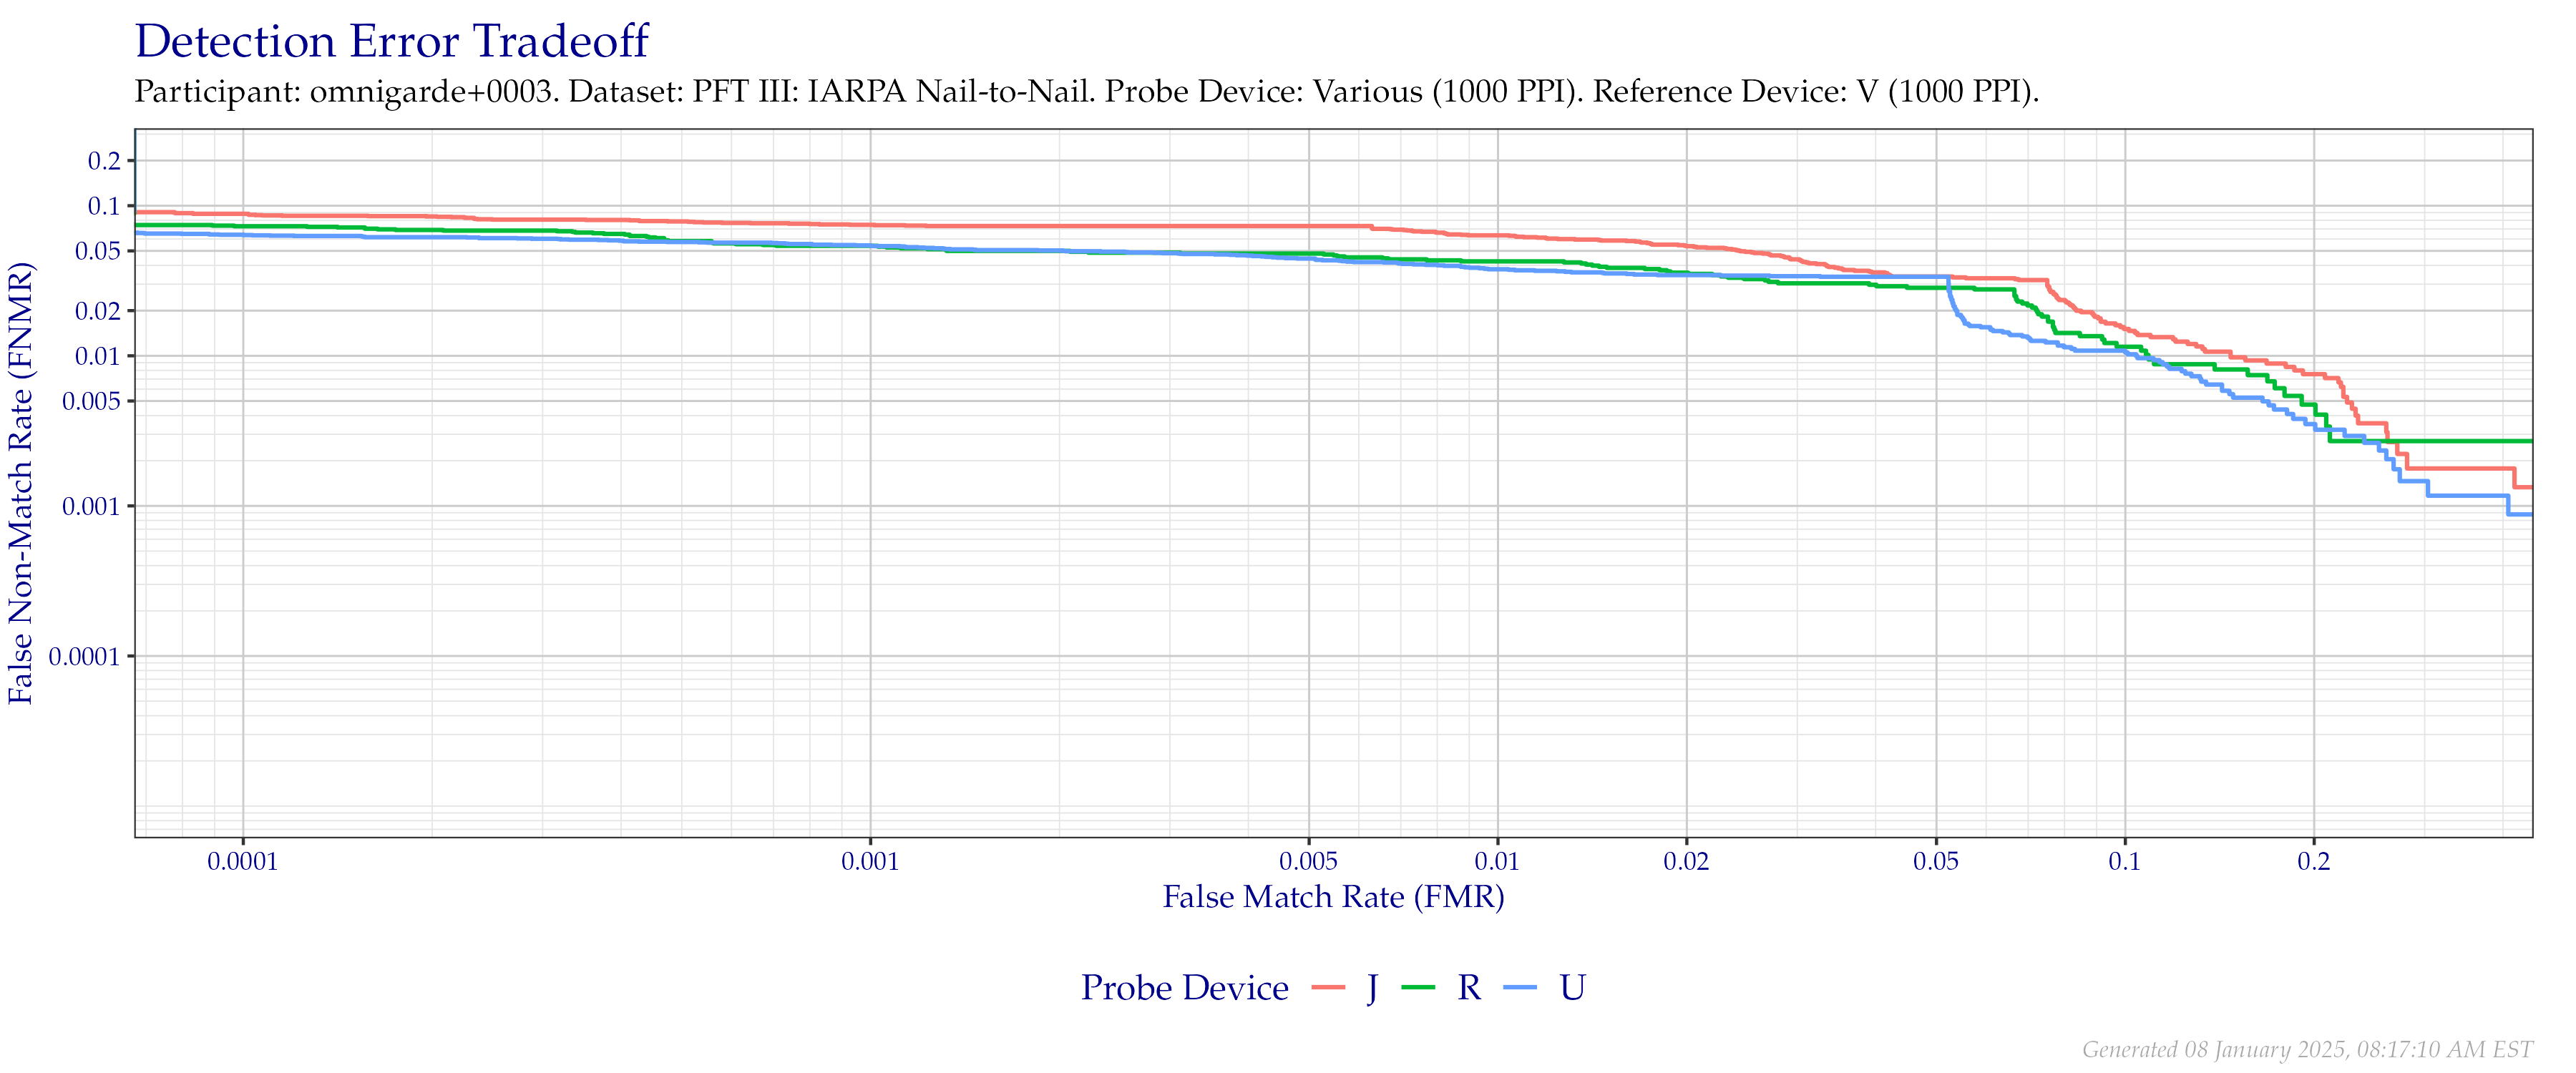 Detection Error Tradeoff
Participant: omnigarde+0003. Dataset: PFT III: IARPA Nail-to-Nail. Probe Device: Various (1000 PPI). Reference Device: V (1000 PPI).
False Non-Match Rate (FNMR)
0.2
0.1
0.05
0.02
0.01
0.005
0.001
0.0001
0.0001 0.001 0.005 0.01 0.02 0.05 0.1 0.2
False Match Rate (FMR)
Probe Device J R U
Generated 08 January 2025, 08:17:10 AM EST